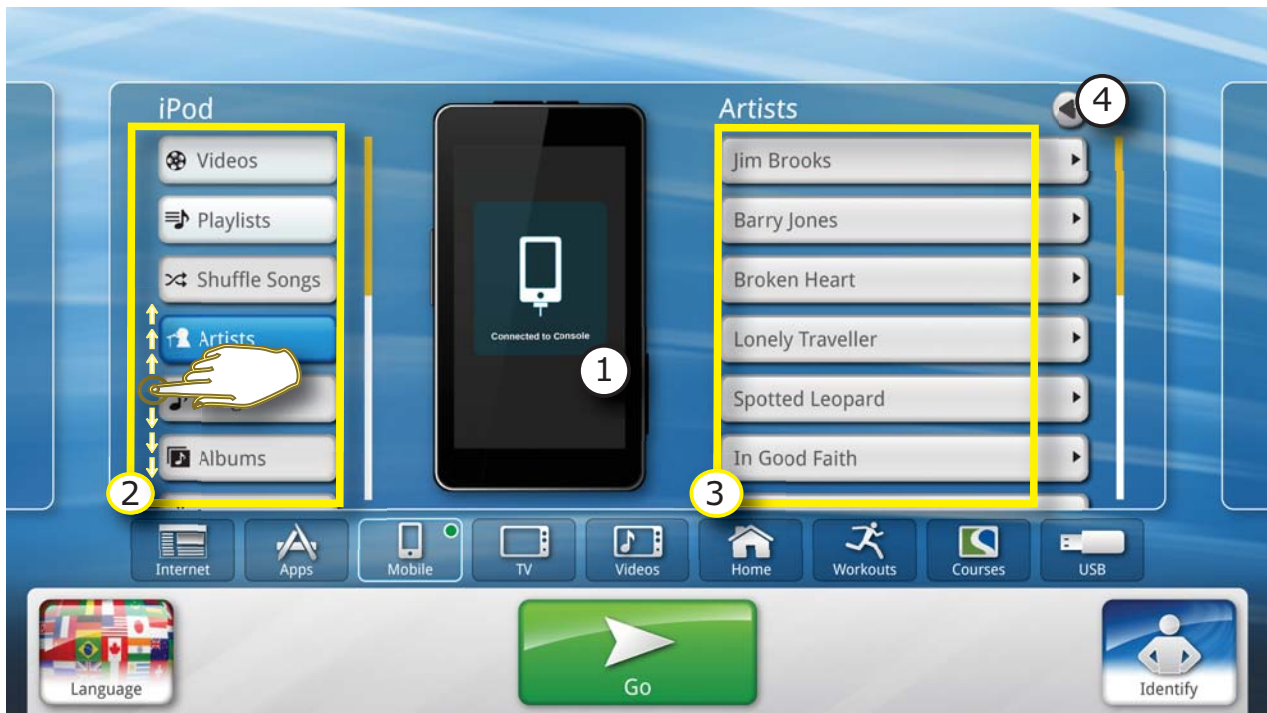 iPod
Artists
4
Videos
Jim Brooks
Playlists
Barry Jones
Shuffle Songs
Broken Heart
Artists
Connected to Console
Lonely Traveller
1
Spotted Leopard
Albums
In Good Faith
2
3
Internet
Apps
Mobile
TV
Videos
Home
Workouts
Courses
USB
Language
Go
Identify